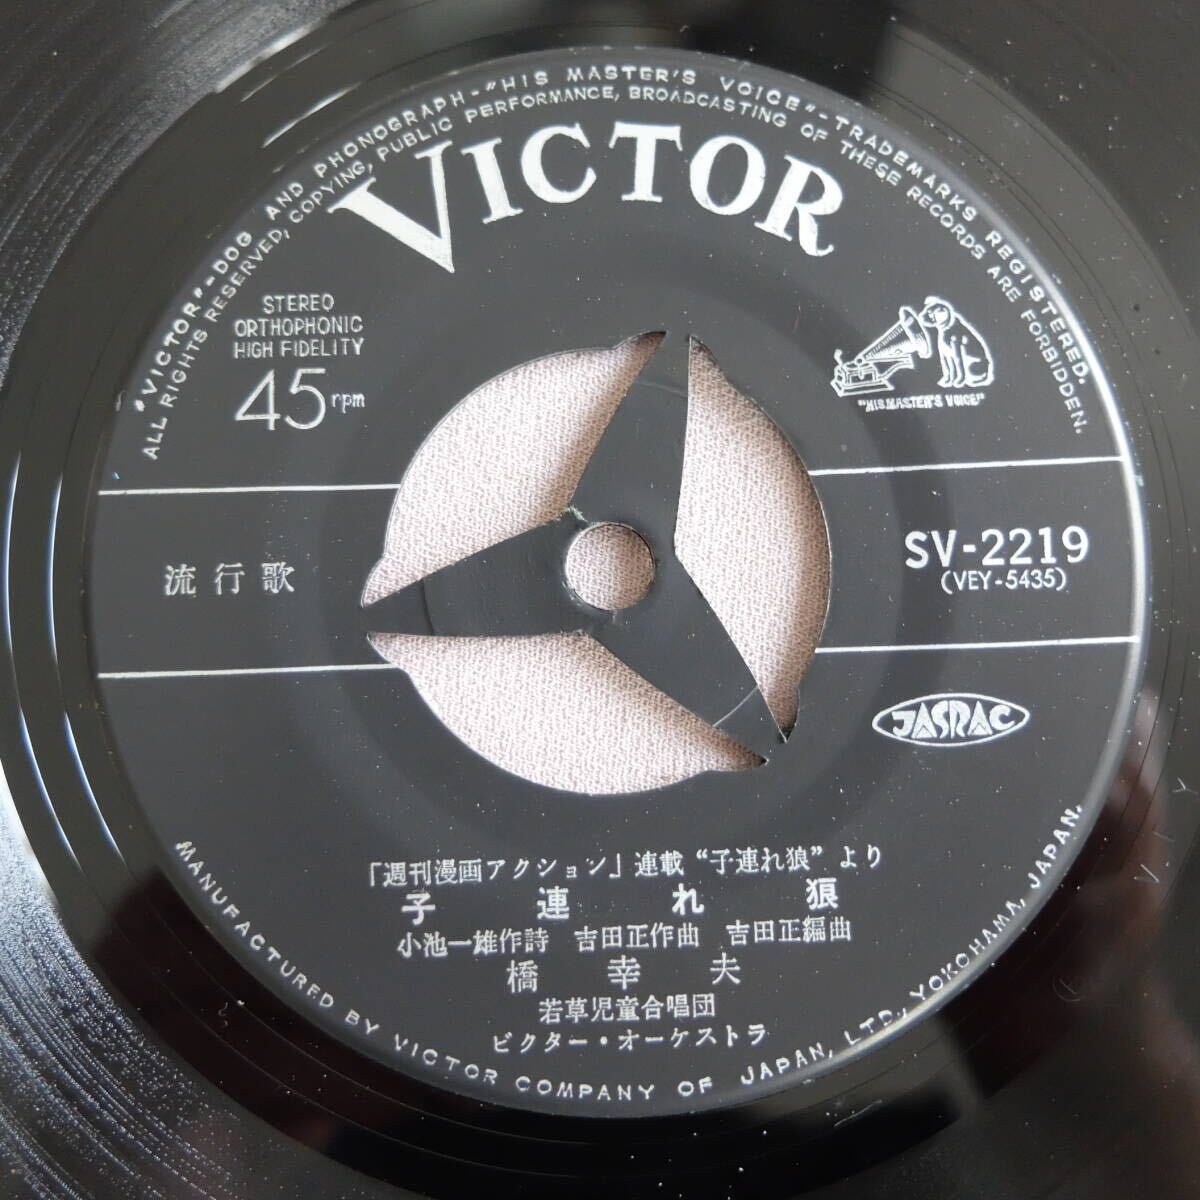 "VICTOR"-DOG AND PHONOGRAPH-"HIS MASTER'S VOICE"-TRADEMARKS REGISTERED.
ALL RIGHTS RESERVED, COPYING, PUBLIC PERFORMANCE, BROADCASTING OF THESE RECORDS ARE FORBIDDEN.
VICTOR
STEREO
ORTHOPHONIC
HIGH FIDELITY
45rpm
"HIS MASTER'S VOICE"
流行歌
SV-2219
(VEY-5435)
JASRAC
「週刊漫画アクション」連載“子連れ狼”より
子連れ狼
小池一雄作詩 吉田正作曲 吉田正編曲
橋幸夫
若草児童合唱団
ビクター・オーケストラ
MANUFACTURED BY VICTOR COMPANY OF JAPAN, LTD., YOKOHAMA, JAPAN.